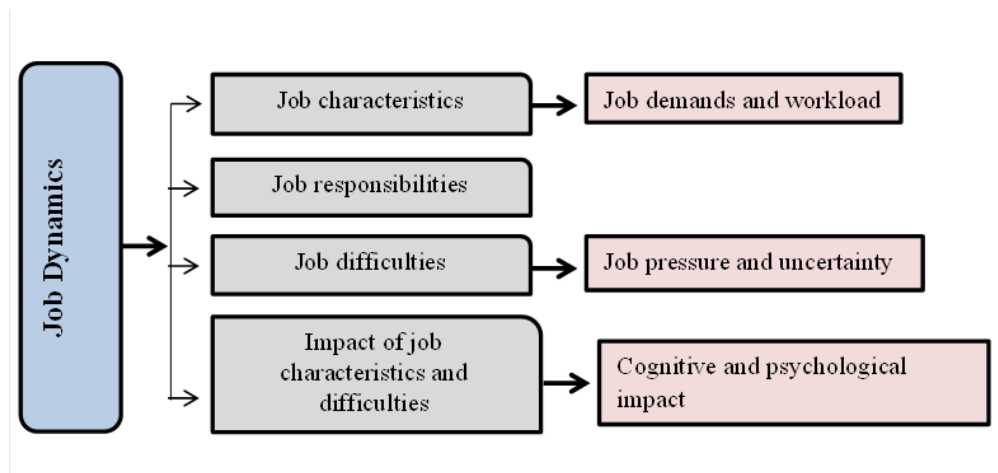 Job Dynamics
Job characteristics
Job demands and workload
Job responsibilities
Job difficulties
Job pressure and uncertainty
Impact of job
characteristics and
difficulties
Cognitive and psychological
impact